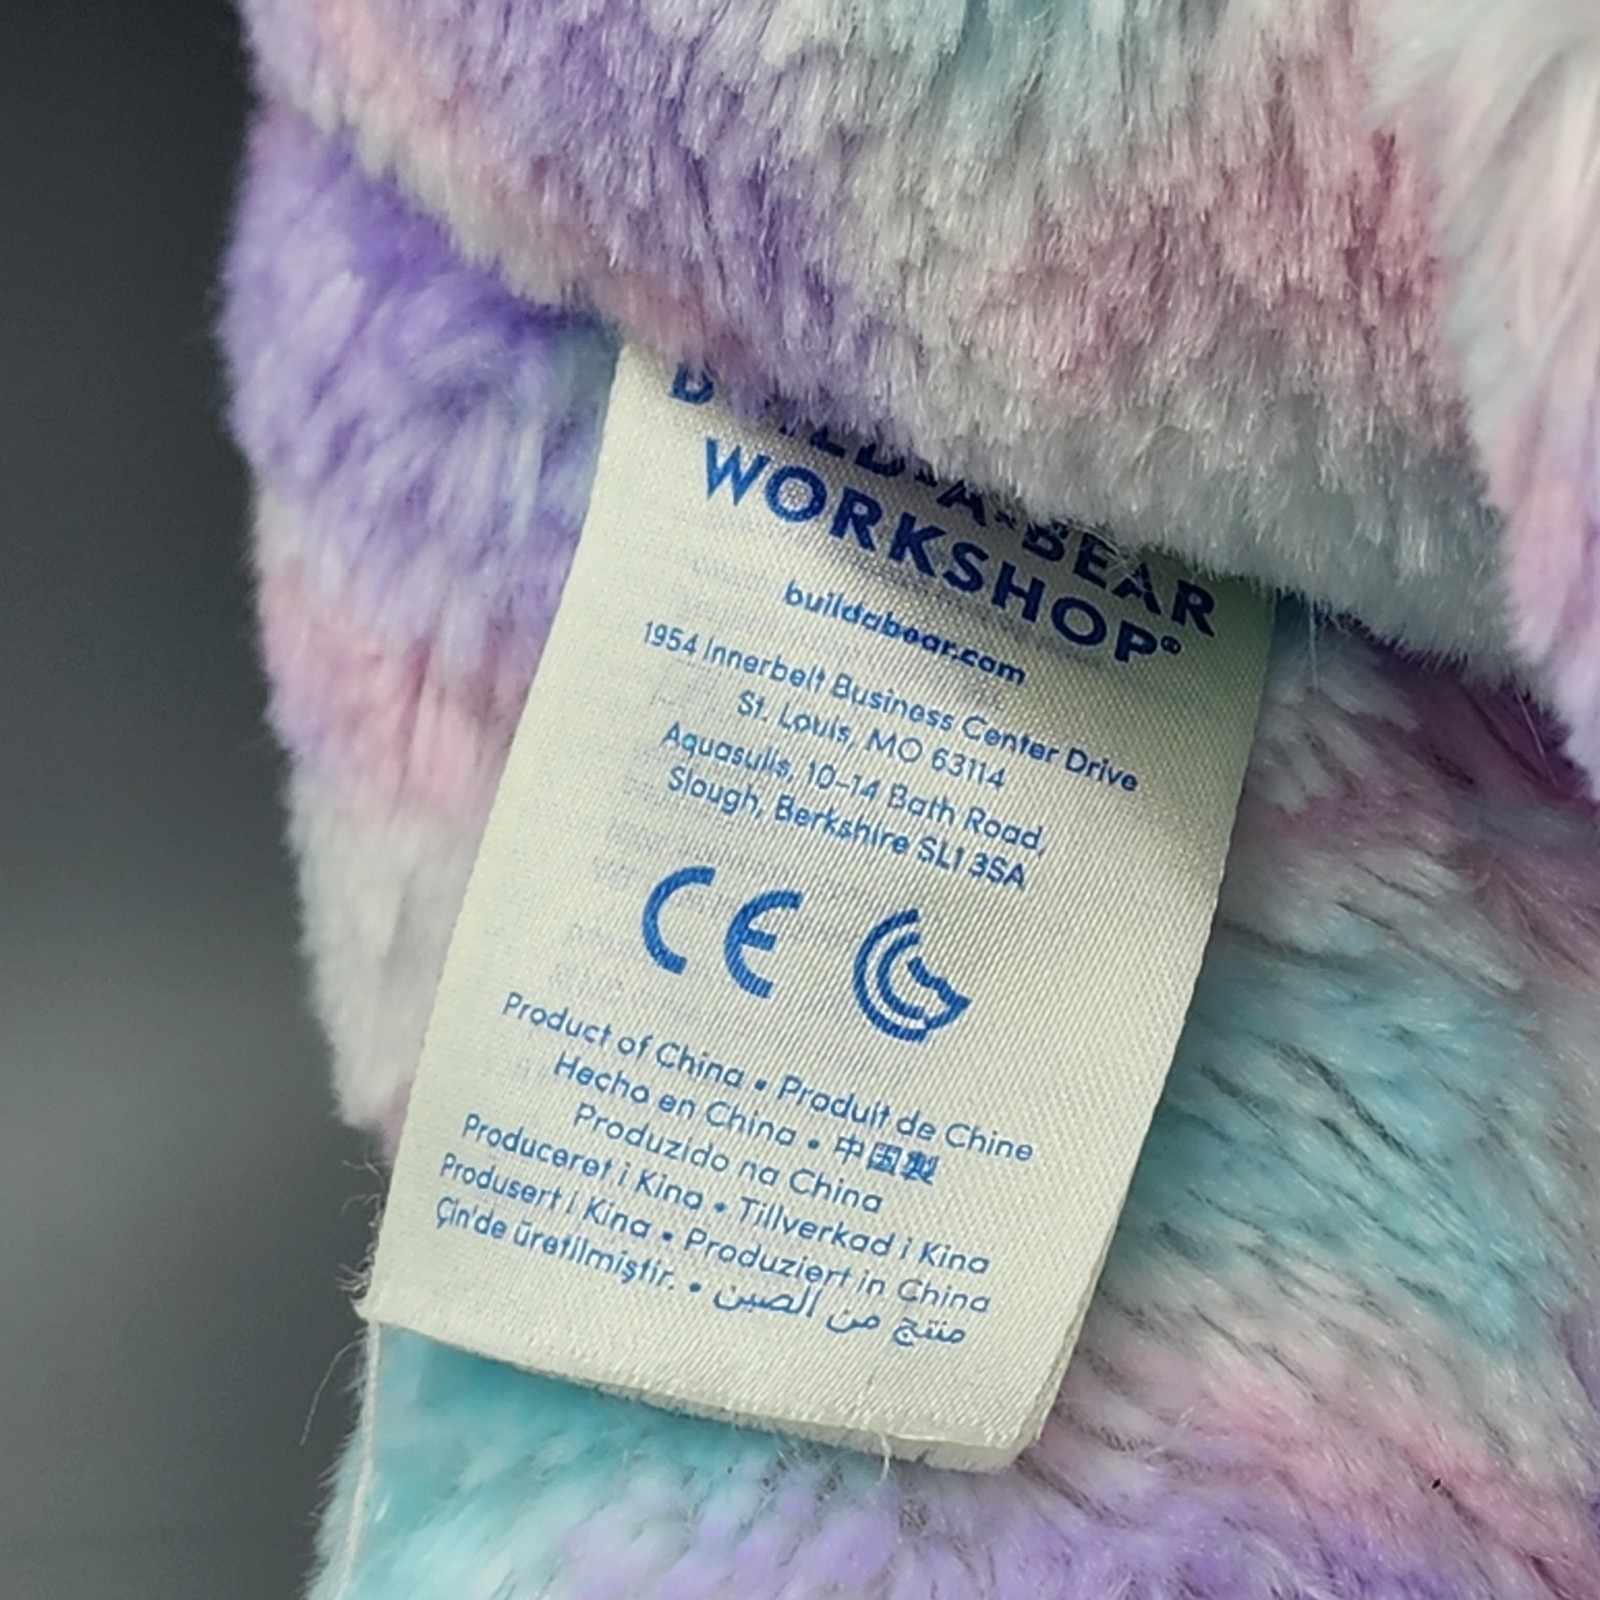 BUILD-A-BEAR
WORKSHOP®
buildabear.com
1954 Innerbelt Business Center Drive
St. Louis, MO 63114
Aquasulis, 10-14 Bath Road,
Slough, Berkshire SL1 3SA
CE
Product of China • Produit de Chine
Hecho en China • 中国製
Produzido na China
Produceret i Kina • Tillverkad i Kina
Produsert i Kina • Produziert in China
Çin'de üretilmiştir. • منتج من الصين